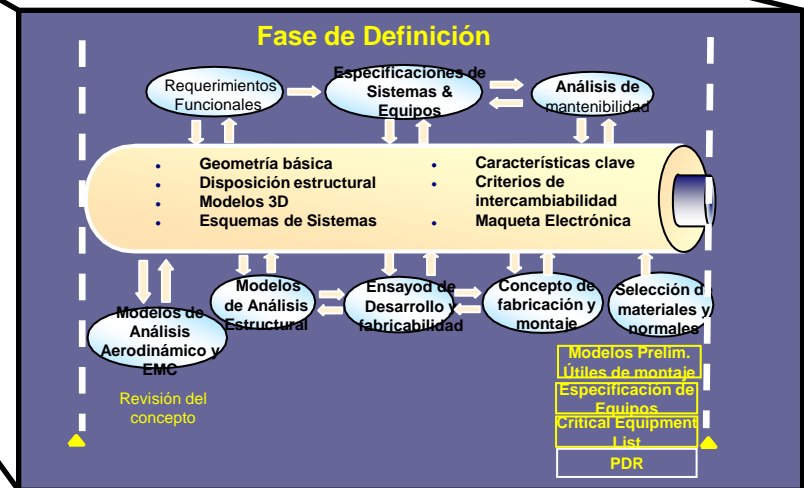 Fase de Definición
Requerimientos
Funcionales
Especificaciones de
Sistemas &
Equipos
Análisis de
mantenibilidad
• Geometría básica
• Disposición estructural
• Modelos 3D
• Esquemas de Sistemas
• Características clave
• Criterios de
intercambiabilidad
• Maqueta Electrónica
Modelos de
Análisis
Aerodinámico y
EMC
Modelos
de Análisis
Estructural
Ensayod de
Desarrollo y
fabricabilidad
Concepto de
fabricación y
montaje
Selección de
materiales y
normales
Revisión del
concepto
Modelos Prelim.
Útiles de montaje
Especificación de
Equipos
Critical Equipment
List
PDR